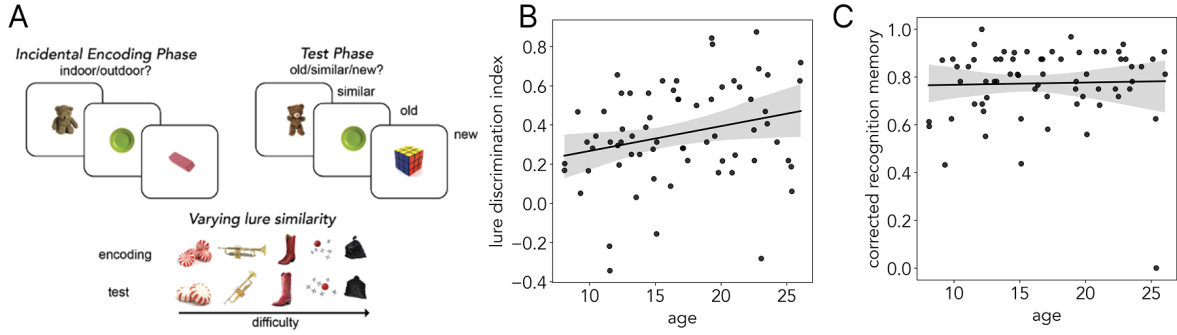 A
Incidental Encoding Phase
indoor/outdoor?
Test Phase
old/similar/new?
similar
old
new
Varying lure similarity
encoding
test
difficulty
B
lure discrimination index
0.8
0.6
0.4
0.2
0.0
−0.2
−0.4
10 15 20 25
age
C
corrected recognition memory
1.0
0.8
0.6
0.4
0.2
0.0
10 15 20 25
age